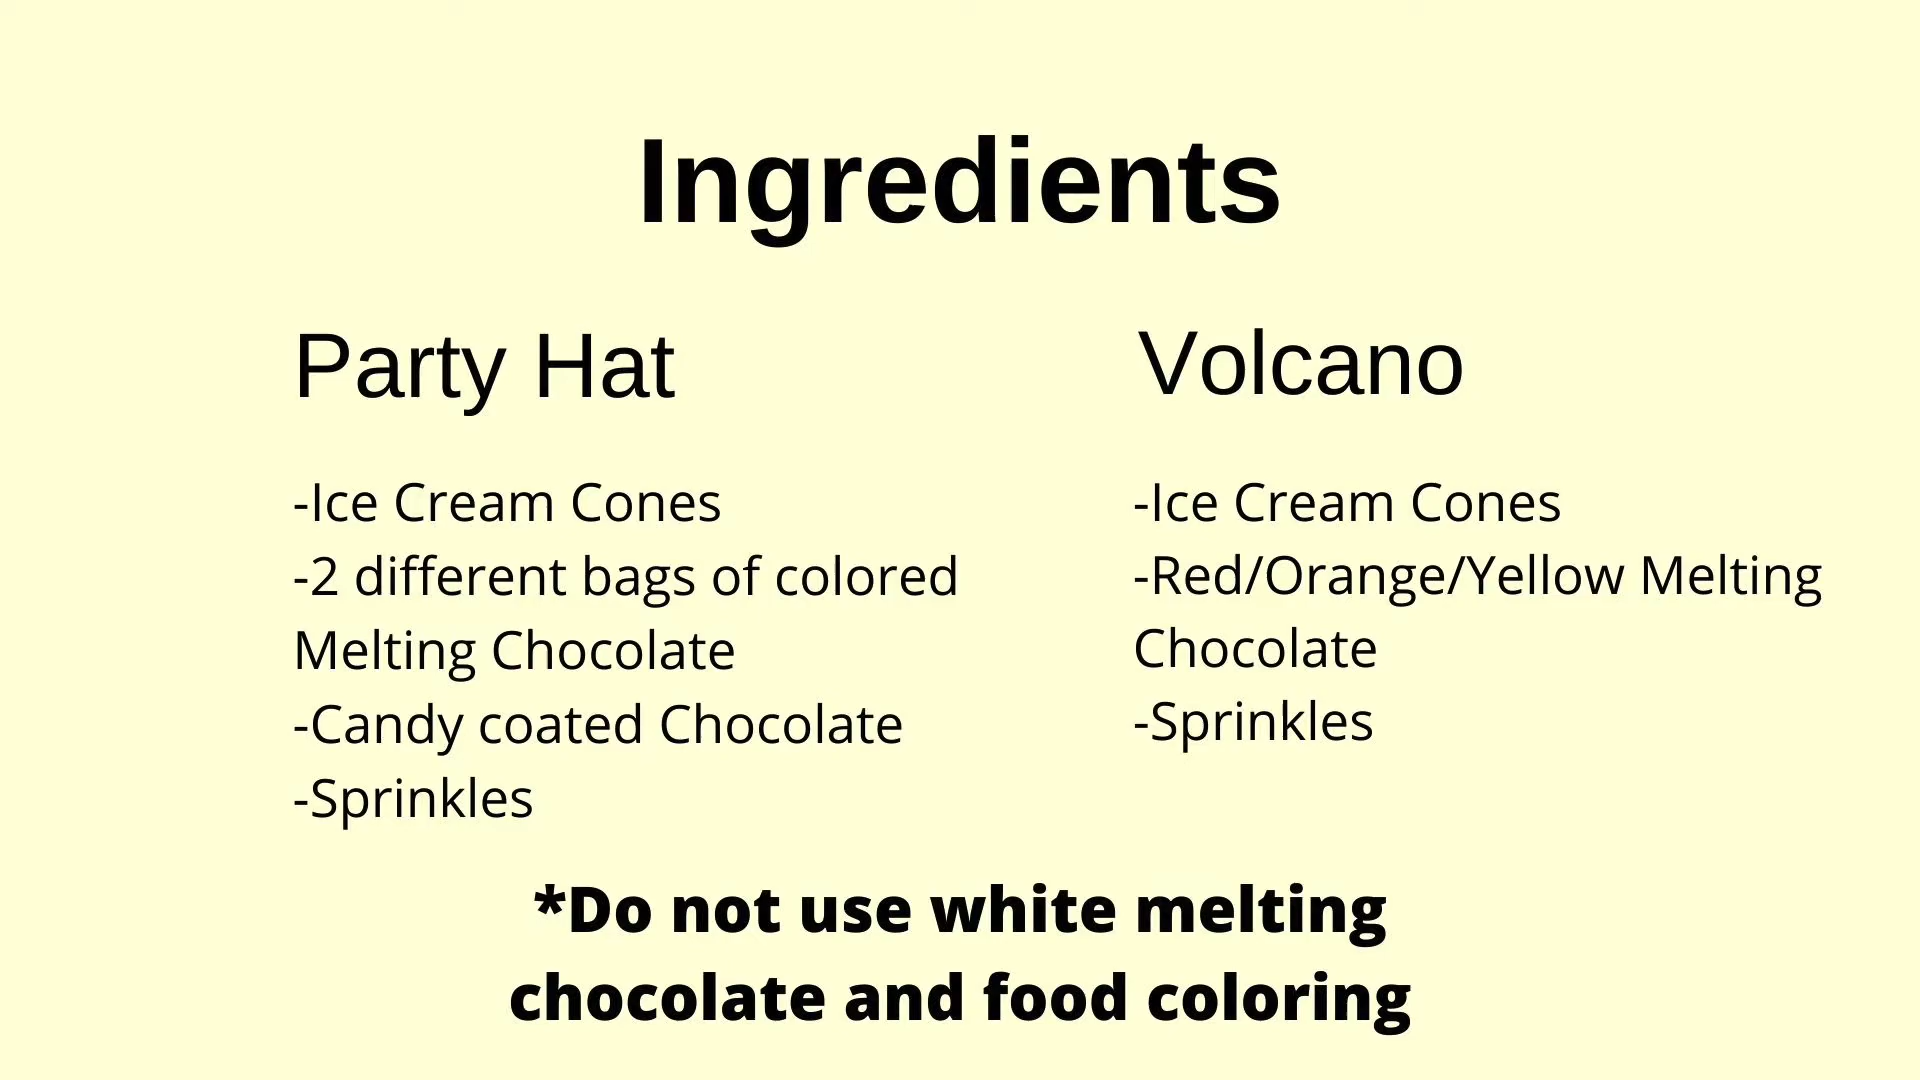 Ingredients
Party Hat
-Ice Cream Cones
-2 different bags of colored
Melting Chocolate
-Candy coated Chocolate
-Sprinkles
Volcano
-Ice Cream Cones
-Red/Orange/Yellow Melting
Chocolate
-Sprinkles
*Do not use white melting
chocolate and food coloring